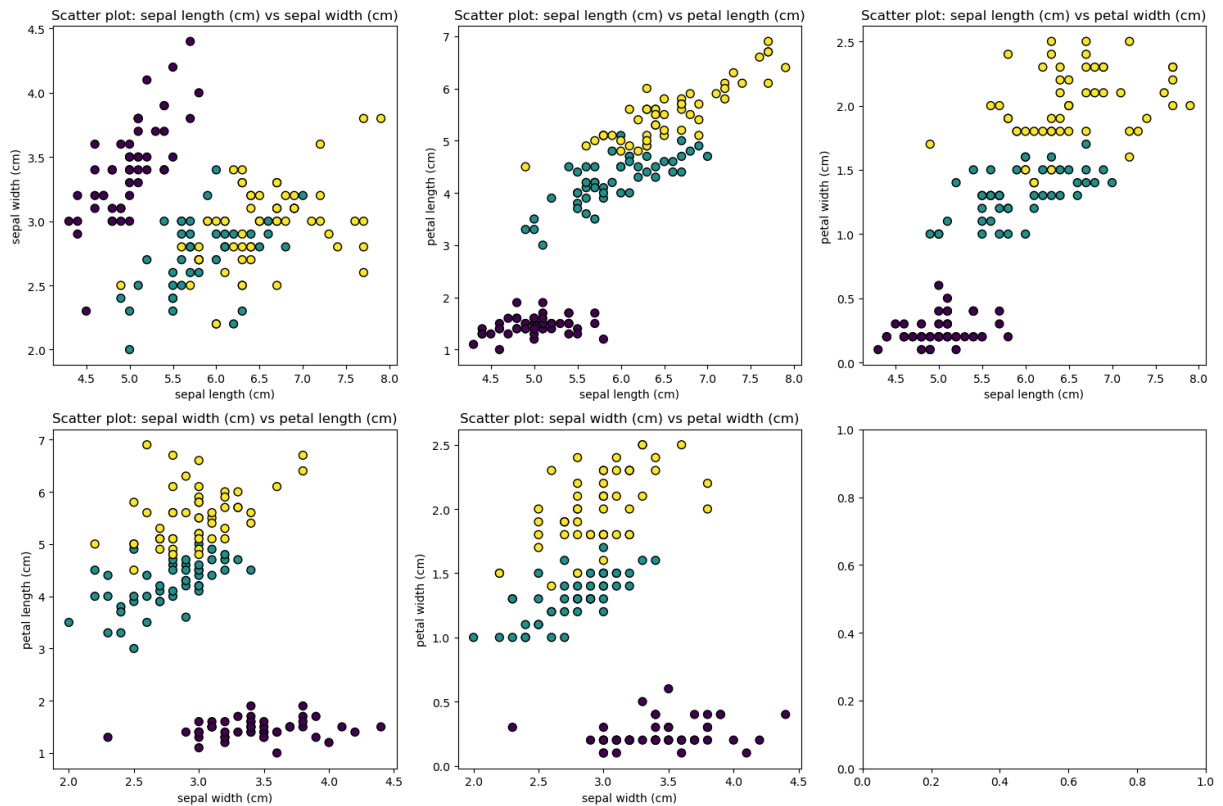 Scatter plot: sepal length (cm) vs sepal width (cm)
sepal width (cm)
4.5
4.0
3.5
3.0
2.5
2.0
4.5 5.0 5.5 6.0 6.5 7.0 7.5 8.0
sepal length (cm)
Scatter plot: sepal length (cm) vs petal length (cm)
petal length (cm)
7
6
5
4
3
2
1
4.5 5.0 5.5 6.0 6.5 7.0 7.5 8.0
sepal length (cm)
Scatter plot: sepal length (cm) vs petal width (cm)
petal width (cm)
2.5
2.0
1.5
1.0
0.5
0.0
4.5 5.0 5.5 6.0 6.5 7.0 7.5 8.0
sepal length (cm)
Scatter plot: sepal width (cm) vs petal length (cm)
petal length (cm)
7
6
5
4
3
2
1
2.0 2.5 3.0 3.5 4.0 4.5
sepal width (cm)
Scatter plot: sepal width (cm) vs petal width (cm)
petal width (cm)
2.5
2.0
1.5
1.0
0.5
0.0
2.0 2.5 3.0 3.5 4.0 4.5
sepal width (cm)
1.0
0.8
0.6
0.4
0.2
0.0
0.0 0.2 0.4 0.6 0.8 1.0